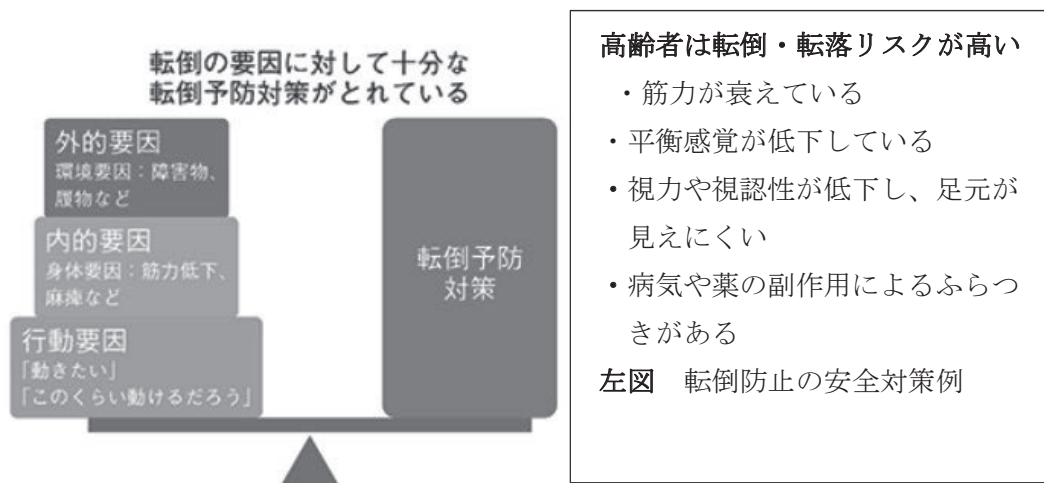 転倒の要因に対して十分な
転倒予防対策がとれている
外的要因
環境要因：障害物、
履物など
内的要因
身体要因：筋力低下、
麻痺など
行動要因
「動きたい」
「このくらい動けるだろう」
転倒予防
対策
高齢者は転倒・転落リスクが高い
・筋力が衰えている
・平衡感覚が低下している
・視力や視認性が低下し、足元が
見えにくい
・病気や薬の副作用によるふらつ
きがある
左図　転倒防止の安全対策例